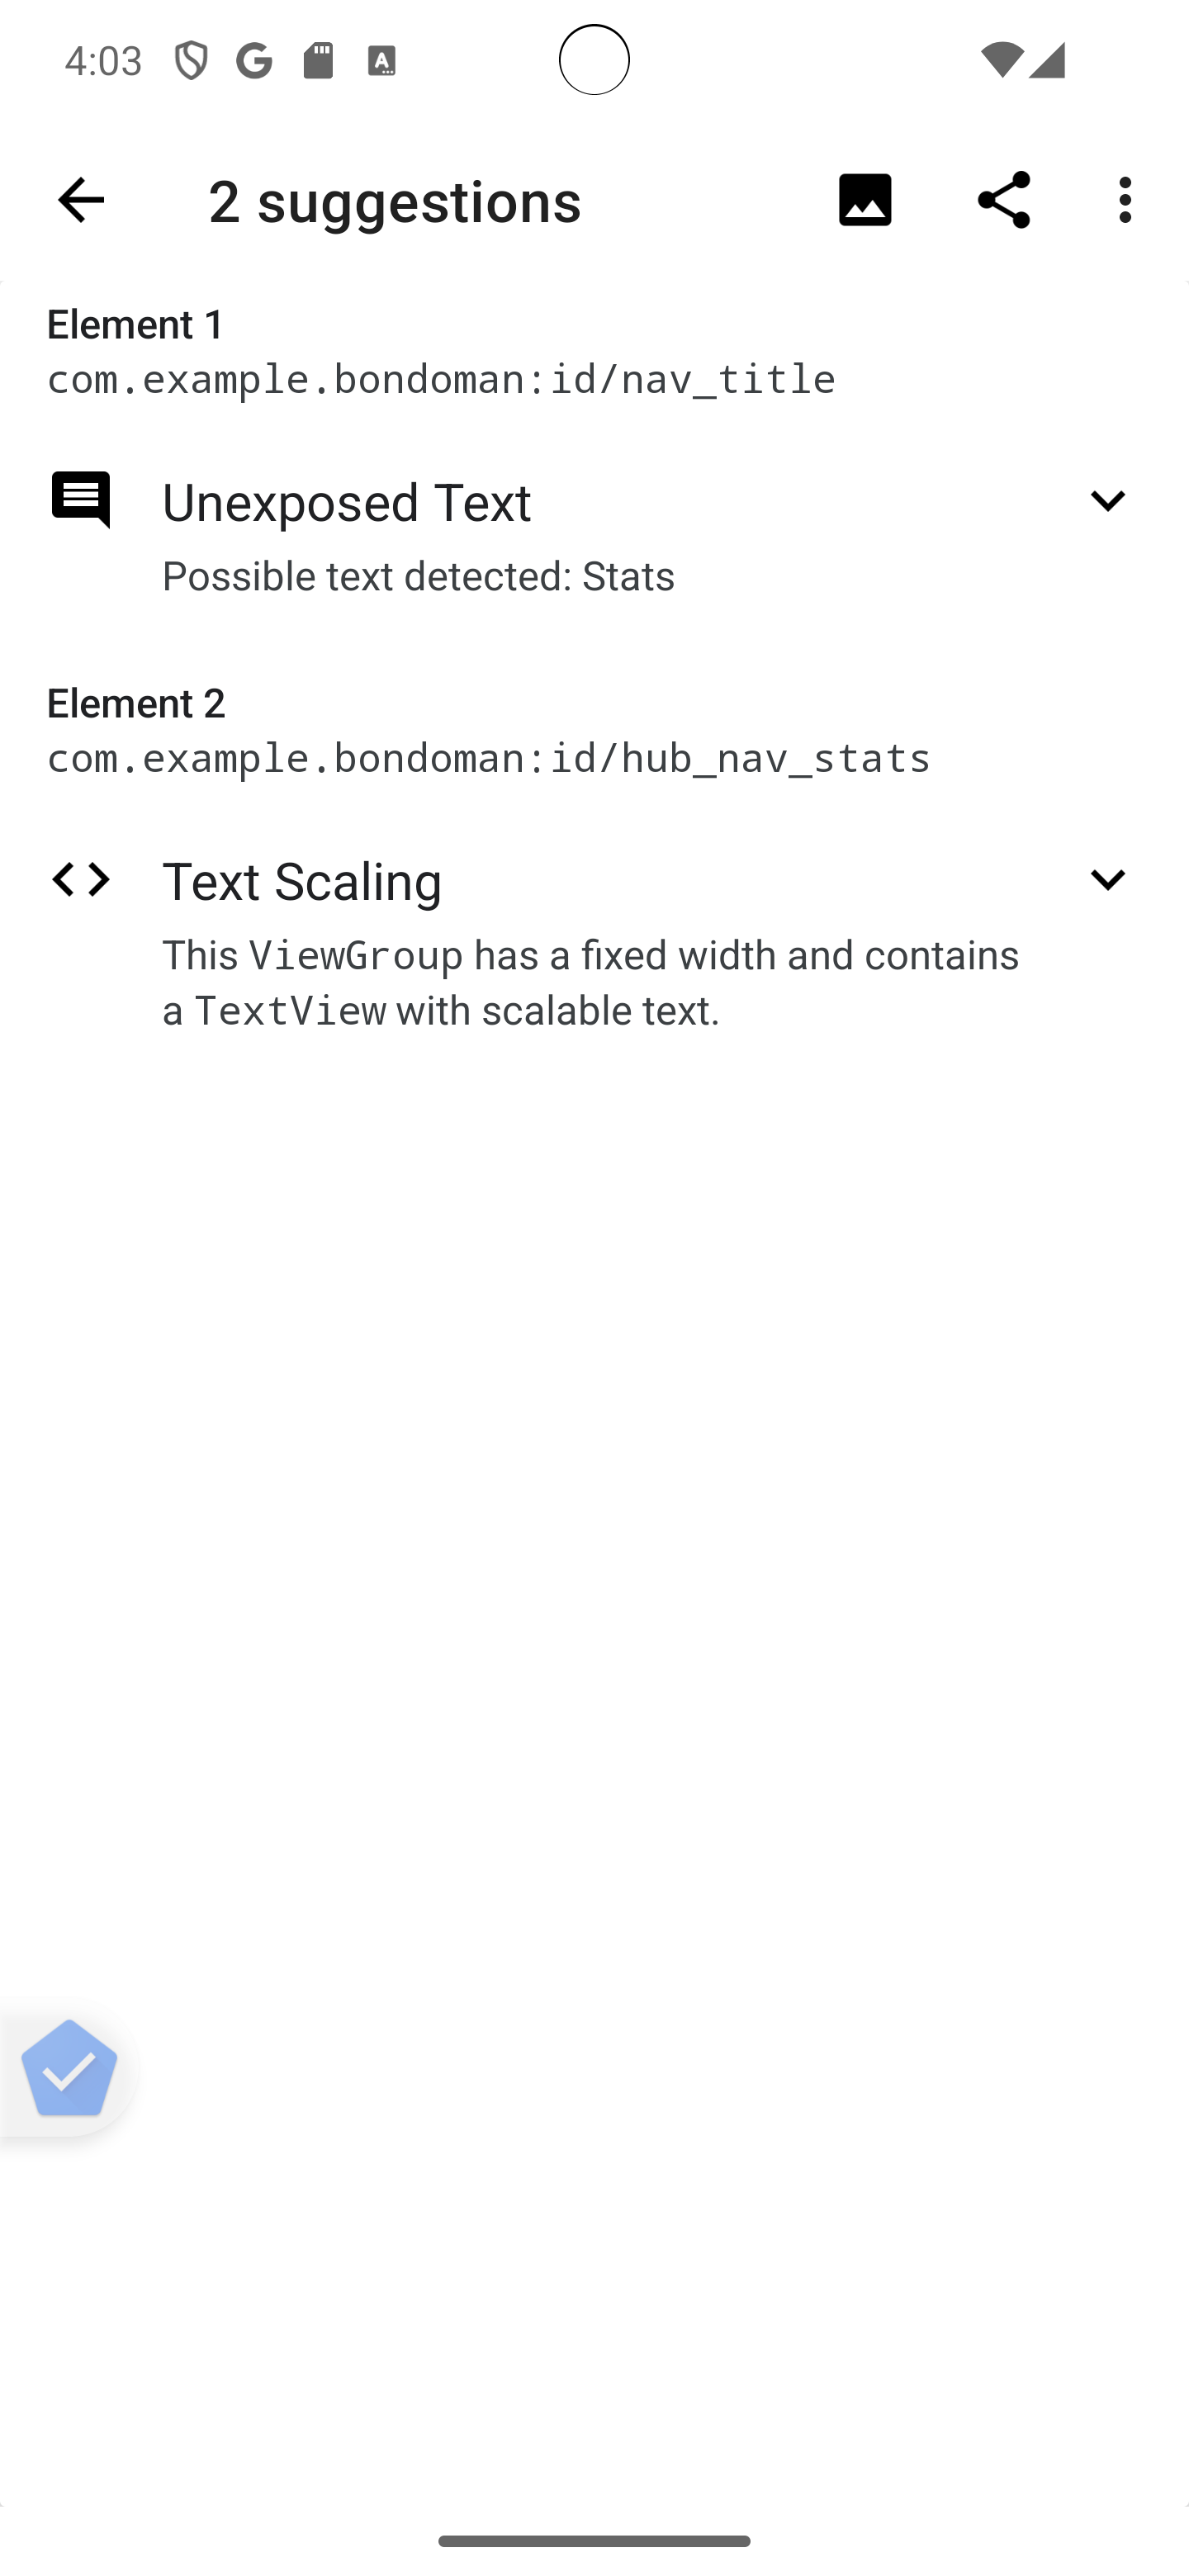 4:03
2 suggestions
Element 1
com.example.bondoman:id/nav_title
Unexposed Text
Possible text detected: Stats
Element 2
com.example.bondoman:id/hub_nav_stats
Text Scaling
This ViewGroup has a fixed width and contains
a TextView with scalable text.